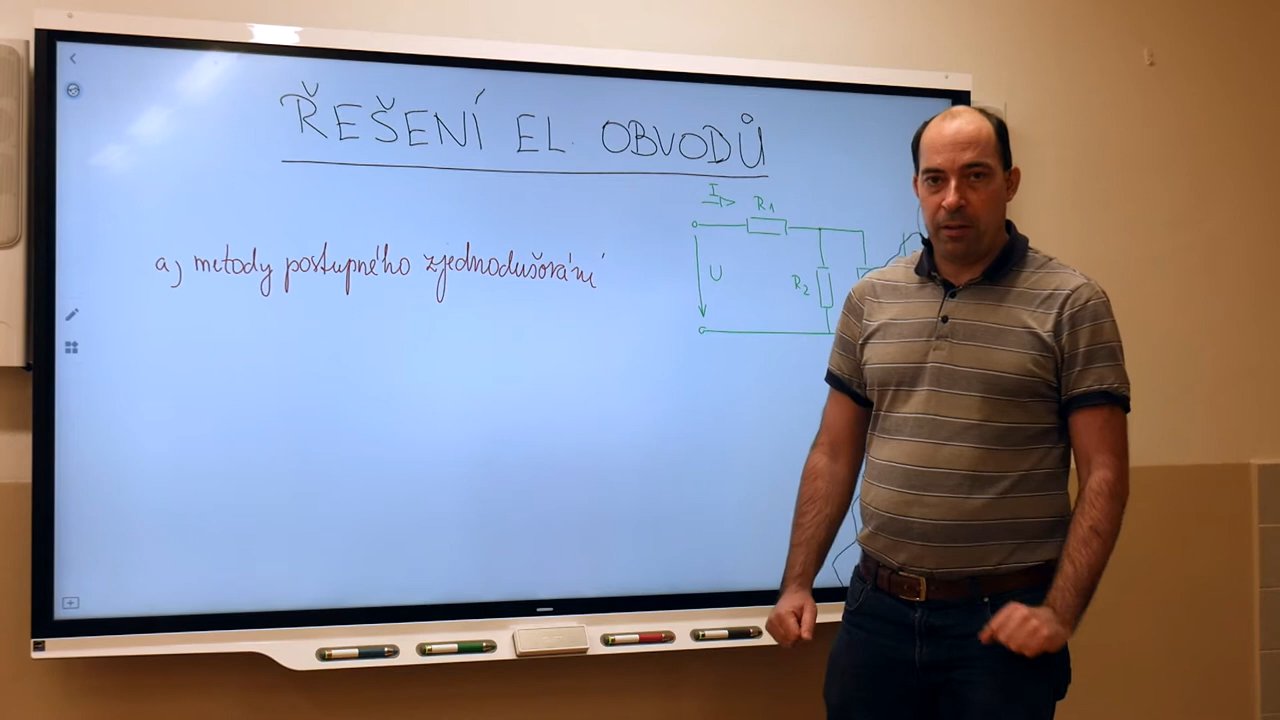 ŘEŠENÍ EL. OBVODŮ
I
R1
a) metody postupného zjednodušování
U
R2